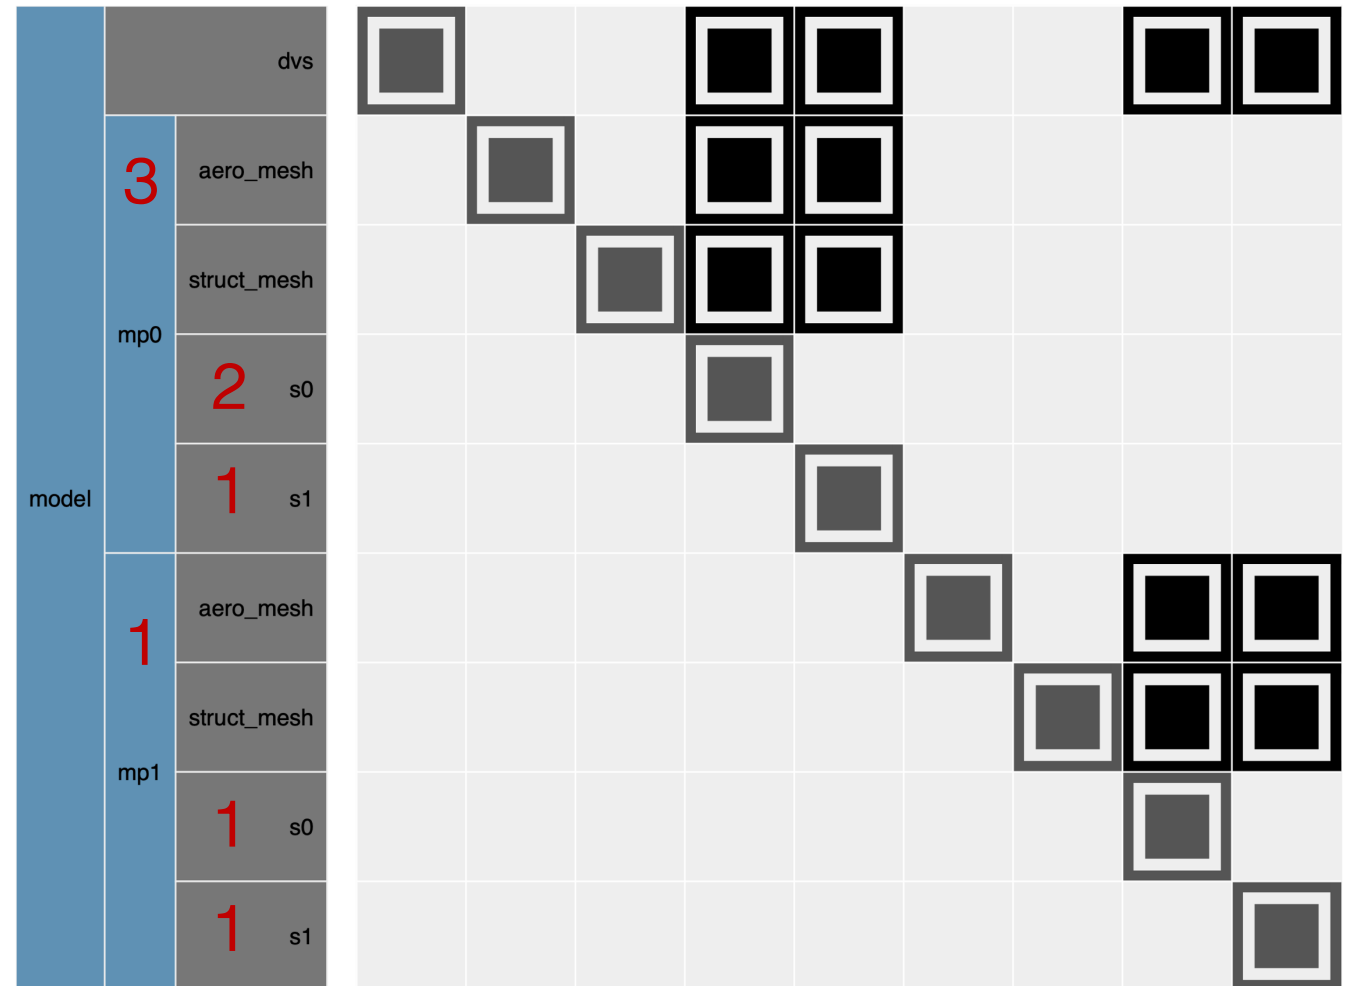 dvs
3
aero_mesh
struct_mesh
mp0
2 s0
model
1 s1
aero_mesh
1
struct_mesh
mp1
1 s0
1 s1